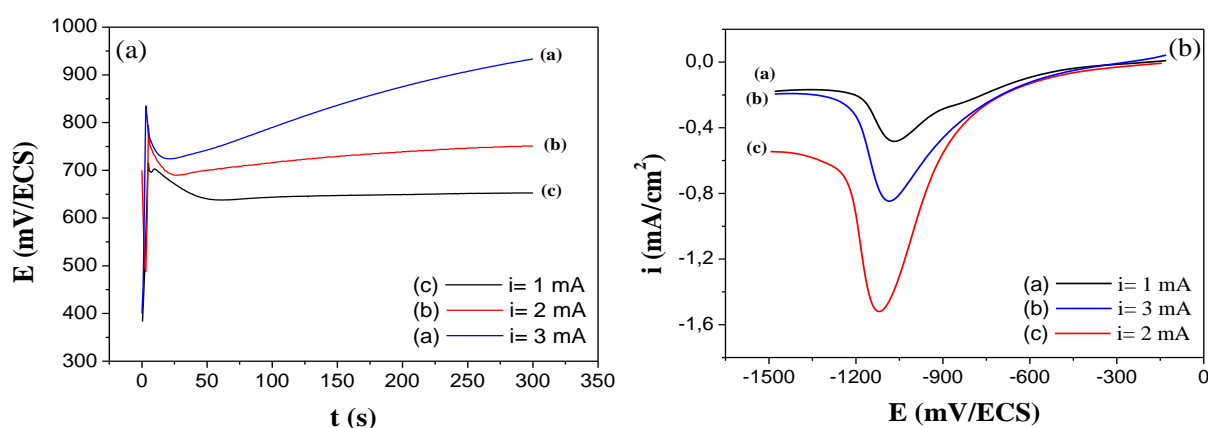 (a)
1000
900
800
700
600
500
400
300
E (mV/ECS)
(a)
(b)
(c)
(c) i= 1 mA
(b) i= 2 mA
(a) i= 3 mA
0 50 100 150 200 250 300 350
t (s)
(b)
0,0
-0,4
-0,8
-1,2
-1,6
i (mA/cm²)
(a)
(b)
(c)
(a) i= 1 mA
(b) i= 3 mA
(c) i= 2 mA
-1500 -1200 -900 -600 -300 0
E (mV/ECS)